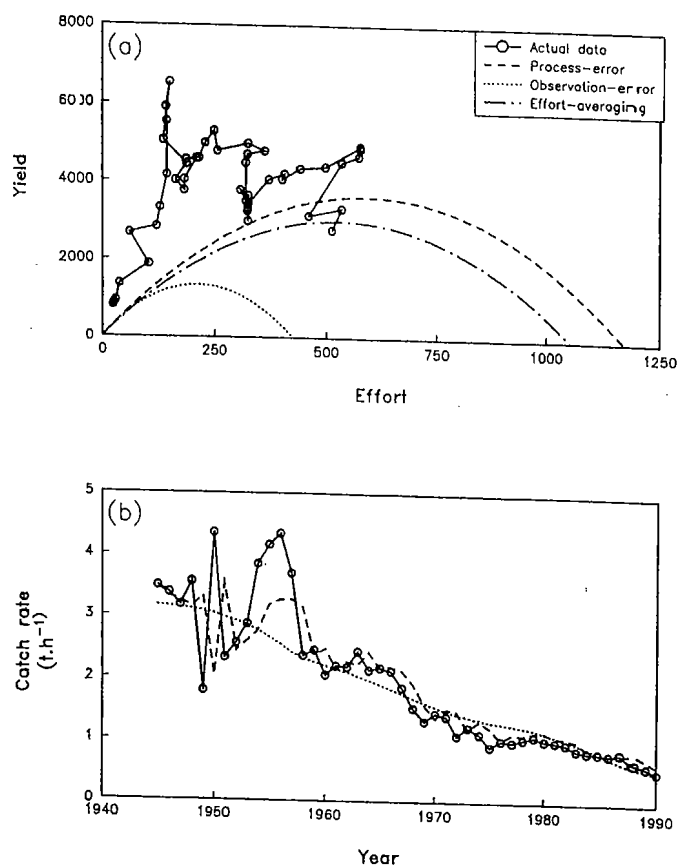 8000
(a)
Actual data
Process-error
Observation-error
Effort-averaging
6000
4000
2000
0
Yield
0 250 500 750 1000 1250
Effort
(b)
5
4
3
2
1
0
Catch rate
(t.h⁻¹)
1940 1950 1960 1970 1980 1990
Year